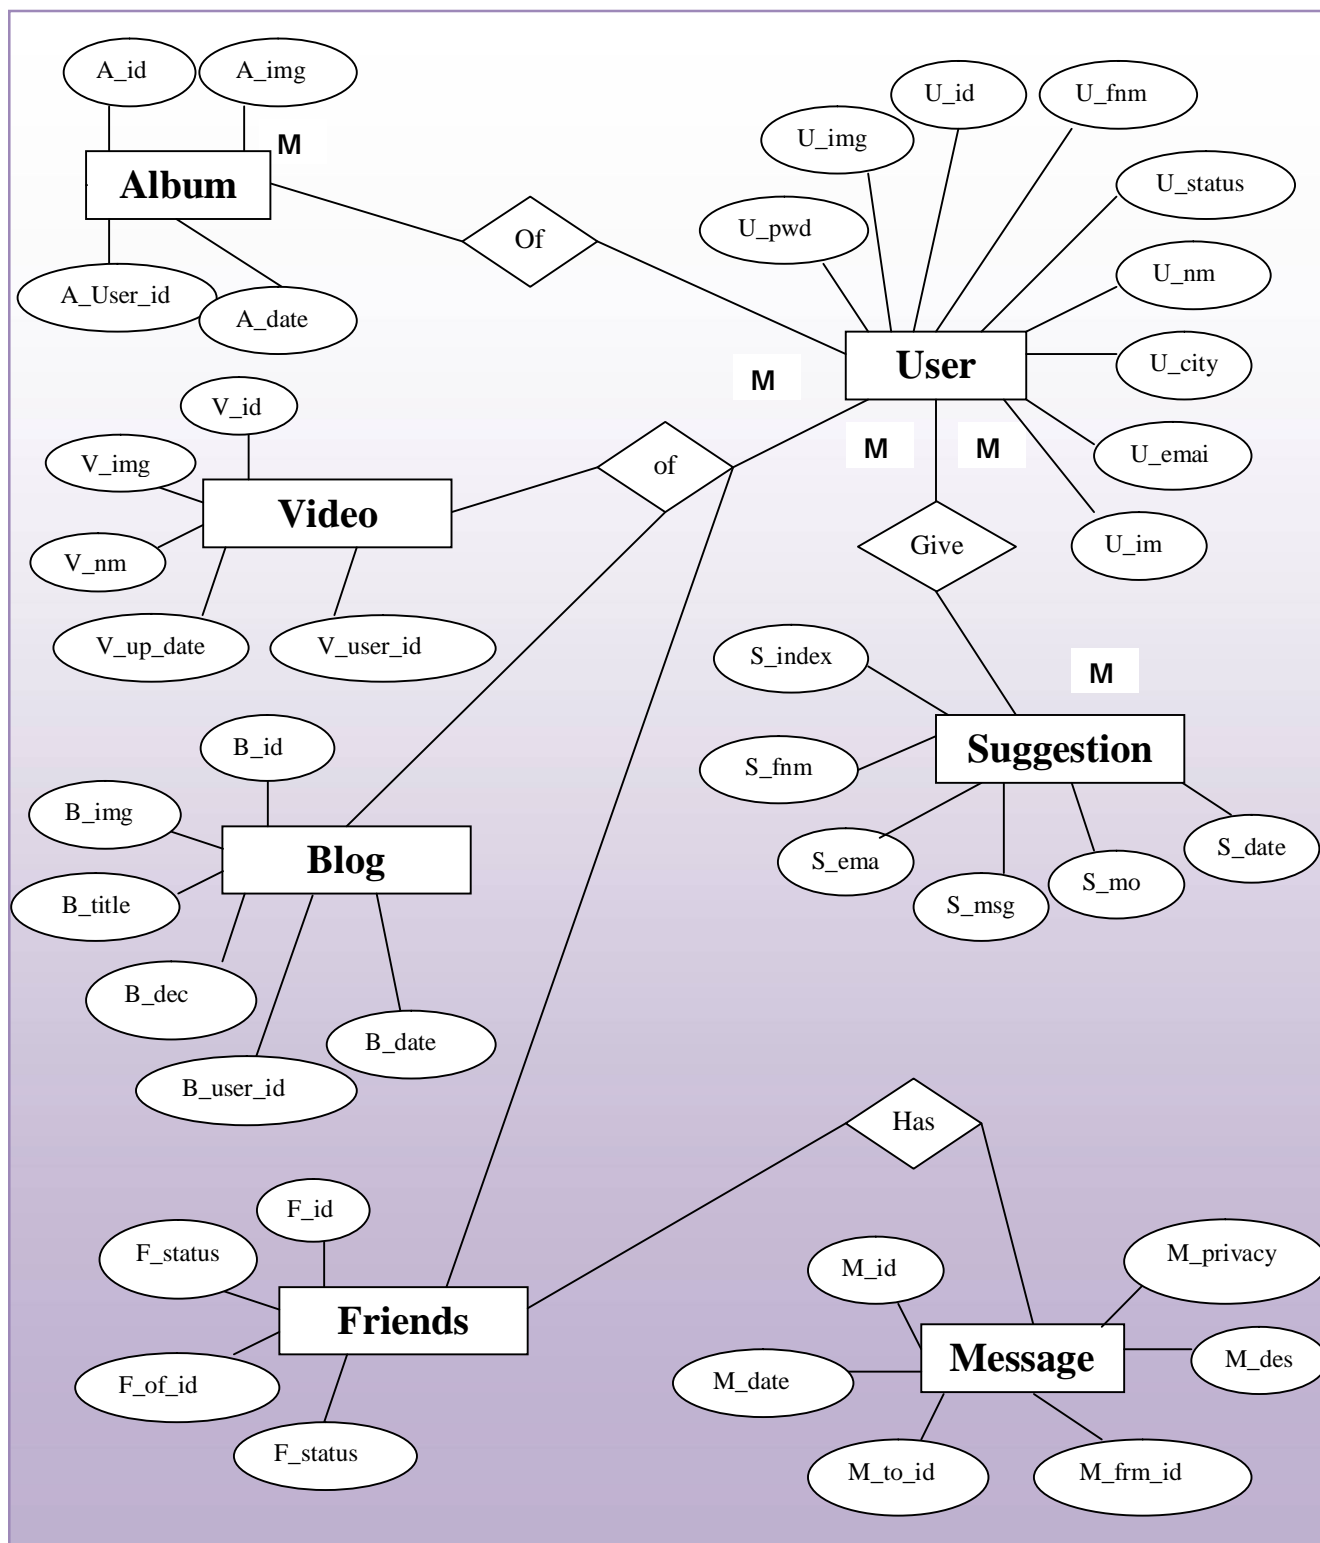 A_id
A_img
M
Album
A_User_id
A_date
Of
U_id
U_fnm
U_img
U_status
U_pwd
U_nm
User
U_city
M
M
M
U_emai
U_im
V_id
V_img
of
Video
V_nm
V_up_date
V_user_id
Give
S_index
M
Suggestion
S_fnm
S_ema
S_msg
S_mo
S_date
B_id
B_img
Blog
B_title
B_dec
B_date
B_user_id
Has
F_id
F_status
Friends
F_of_id
F_status
M_id
M_privacy
Message
M_des
M_date
M_to_id
M_frm_id